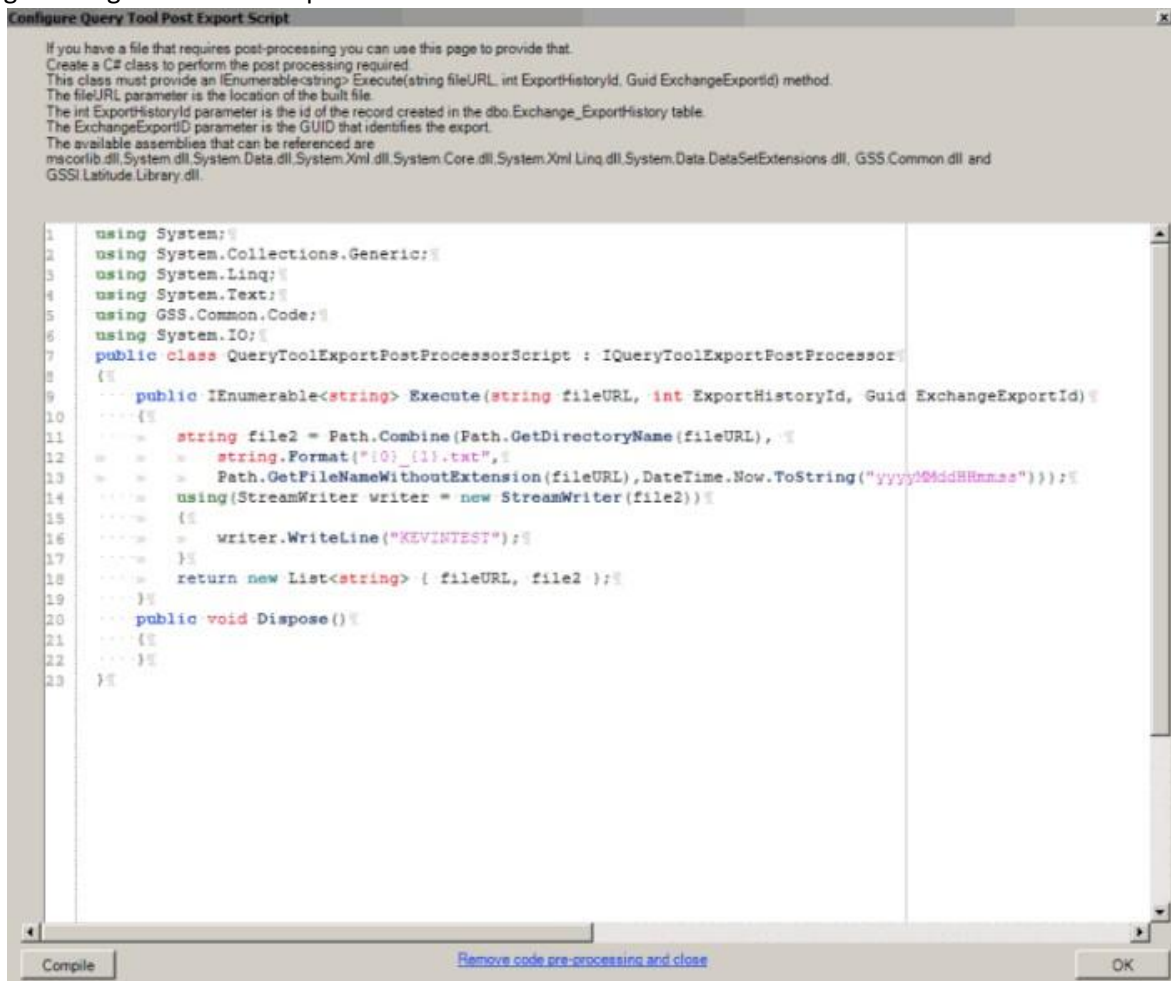 Configure Query Tool Post Export Script
If you have a file that requires post-processing you can use this page to provide that.
Create a C# class to perform the post processing required.
This class must provide an IEnumerable<string> Execute(string fileURL, int ExportHistoryId, Guid ExchangeExportId) method.
The fileURL parameter is the location of the built file.
The int ExportHistoryId parameter is the id of the record created in the dbo.Exchange_ExportHistory table.
The ExchangeExportID parameter is the GUID that identifies the export.
The available assemblies that can be referenced are
mscorlib.dll,System.dll,System.Data.dll,System.Xml.dll,System.Core.dll,System.Xml.Linq.dll,System.Data.DataSetExtensions.dll, GSS.Common.dll and
GSSI.Latitude.Library.dll.
1 using System;
2 using System.Collections.Generic;
3 using System.Linq;
4 using System.Text;
5 using GSS.Common.Code;
6 using System.IO;
7 public class QueryToolExportPostProcessorScript : IQueryToolExportPostProcessor
8 {
9 public IEnumerable<string> Execute(string fileURL, int ExportHistoryId, Guid ExchangeExportId)
10 {
11 string file2 = Path.Combine(Path.GetDirectoryName(fileURL),
12 string.Format("{0}_{1}.txt",
13 Path.GetFileNameWithoutExtension(fileURL),DateTime.Now.ToString("yyyyMMddHHmmss")));
14 using(StreamWriter writer = new StreamWriter(file2))
15 {
16 writer.WriteLine("KEVINTEST");
17 }
18 return new List<string> { fileURL, file2 };
19 }
20 public void Dispose()
21 {
22 }
23 }
Compile
Remove code pre-processing and close
OK